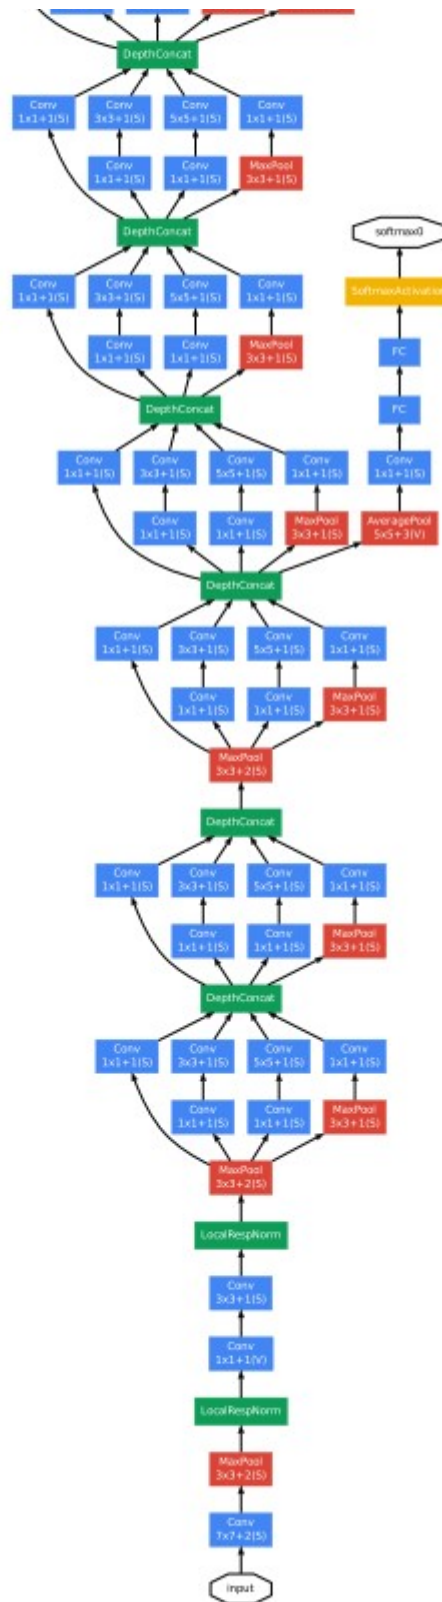 DepthConcat
Conv Conv Conv Conv
1x1+1(S) 3x3+1(S) 5x5+1(S) 1x1+1(S)
Conv Conv MaxPool
1x1+1(S) 1x1+1(S) 3x3+1(S)
DepthConcat
softmax0
Conv Conv Conv Conv
1x1+1(S) 3x3+1(S) 5x5+1(S) 1x1+1(S)
SoftmaxActivation
Conv Conv MaxPool
1x1+1(S) 1x1+1(S) 3x3+1(S)
FC
DepthConcat
FC
Conv Conv Conv Conv Conv
1x1+1(S) 3x3+1(S) 5x5+1(S) 1x1+1(S) 1x1+1(S)
Conv Conv MaxPool AveragePool
1x1+1(S) 1x1+1(S) 3x3+1(S) 5x5+3(V)
DepthConcat
Conv Conv Conv Conv
1x1+1(S) 3x3+1(S) 5x5+1(S) 1x1+1(S)
Conv Conv MaxPool
1x1+1(S) 1x1+1(S) 3x3+1(S)
MaxPool
3x3+2(S)
DepthConcat
Conv Conv Conv Conv
1x1+1(S) 3x3+1(S) 5x5+1(S) 1x1+1(S)
Conv Conv MaxPool
1x1+1(S) 1x1+1(S) 3x3+1(S)
DepthConcat
Conv Conv Conv Conv
1x1+1(S) 3x3+1(S) 5x5+1(S) 1x1+1(S)
Conv Conv MaxPool
1x1+1(S) 1x1+1(S) 3x3+1(S)
MaxPool
3x3+2(S)
LocalRespNorm
Conv
3x3+1(S)
Conv
1x1+1(V)
LocalRespNorm
MaxPool
3x3+2(S)
Conv
7x7+2(S)
input